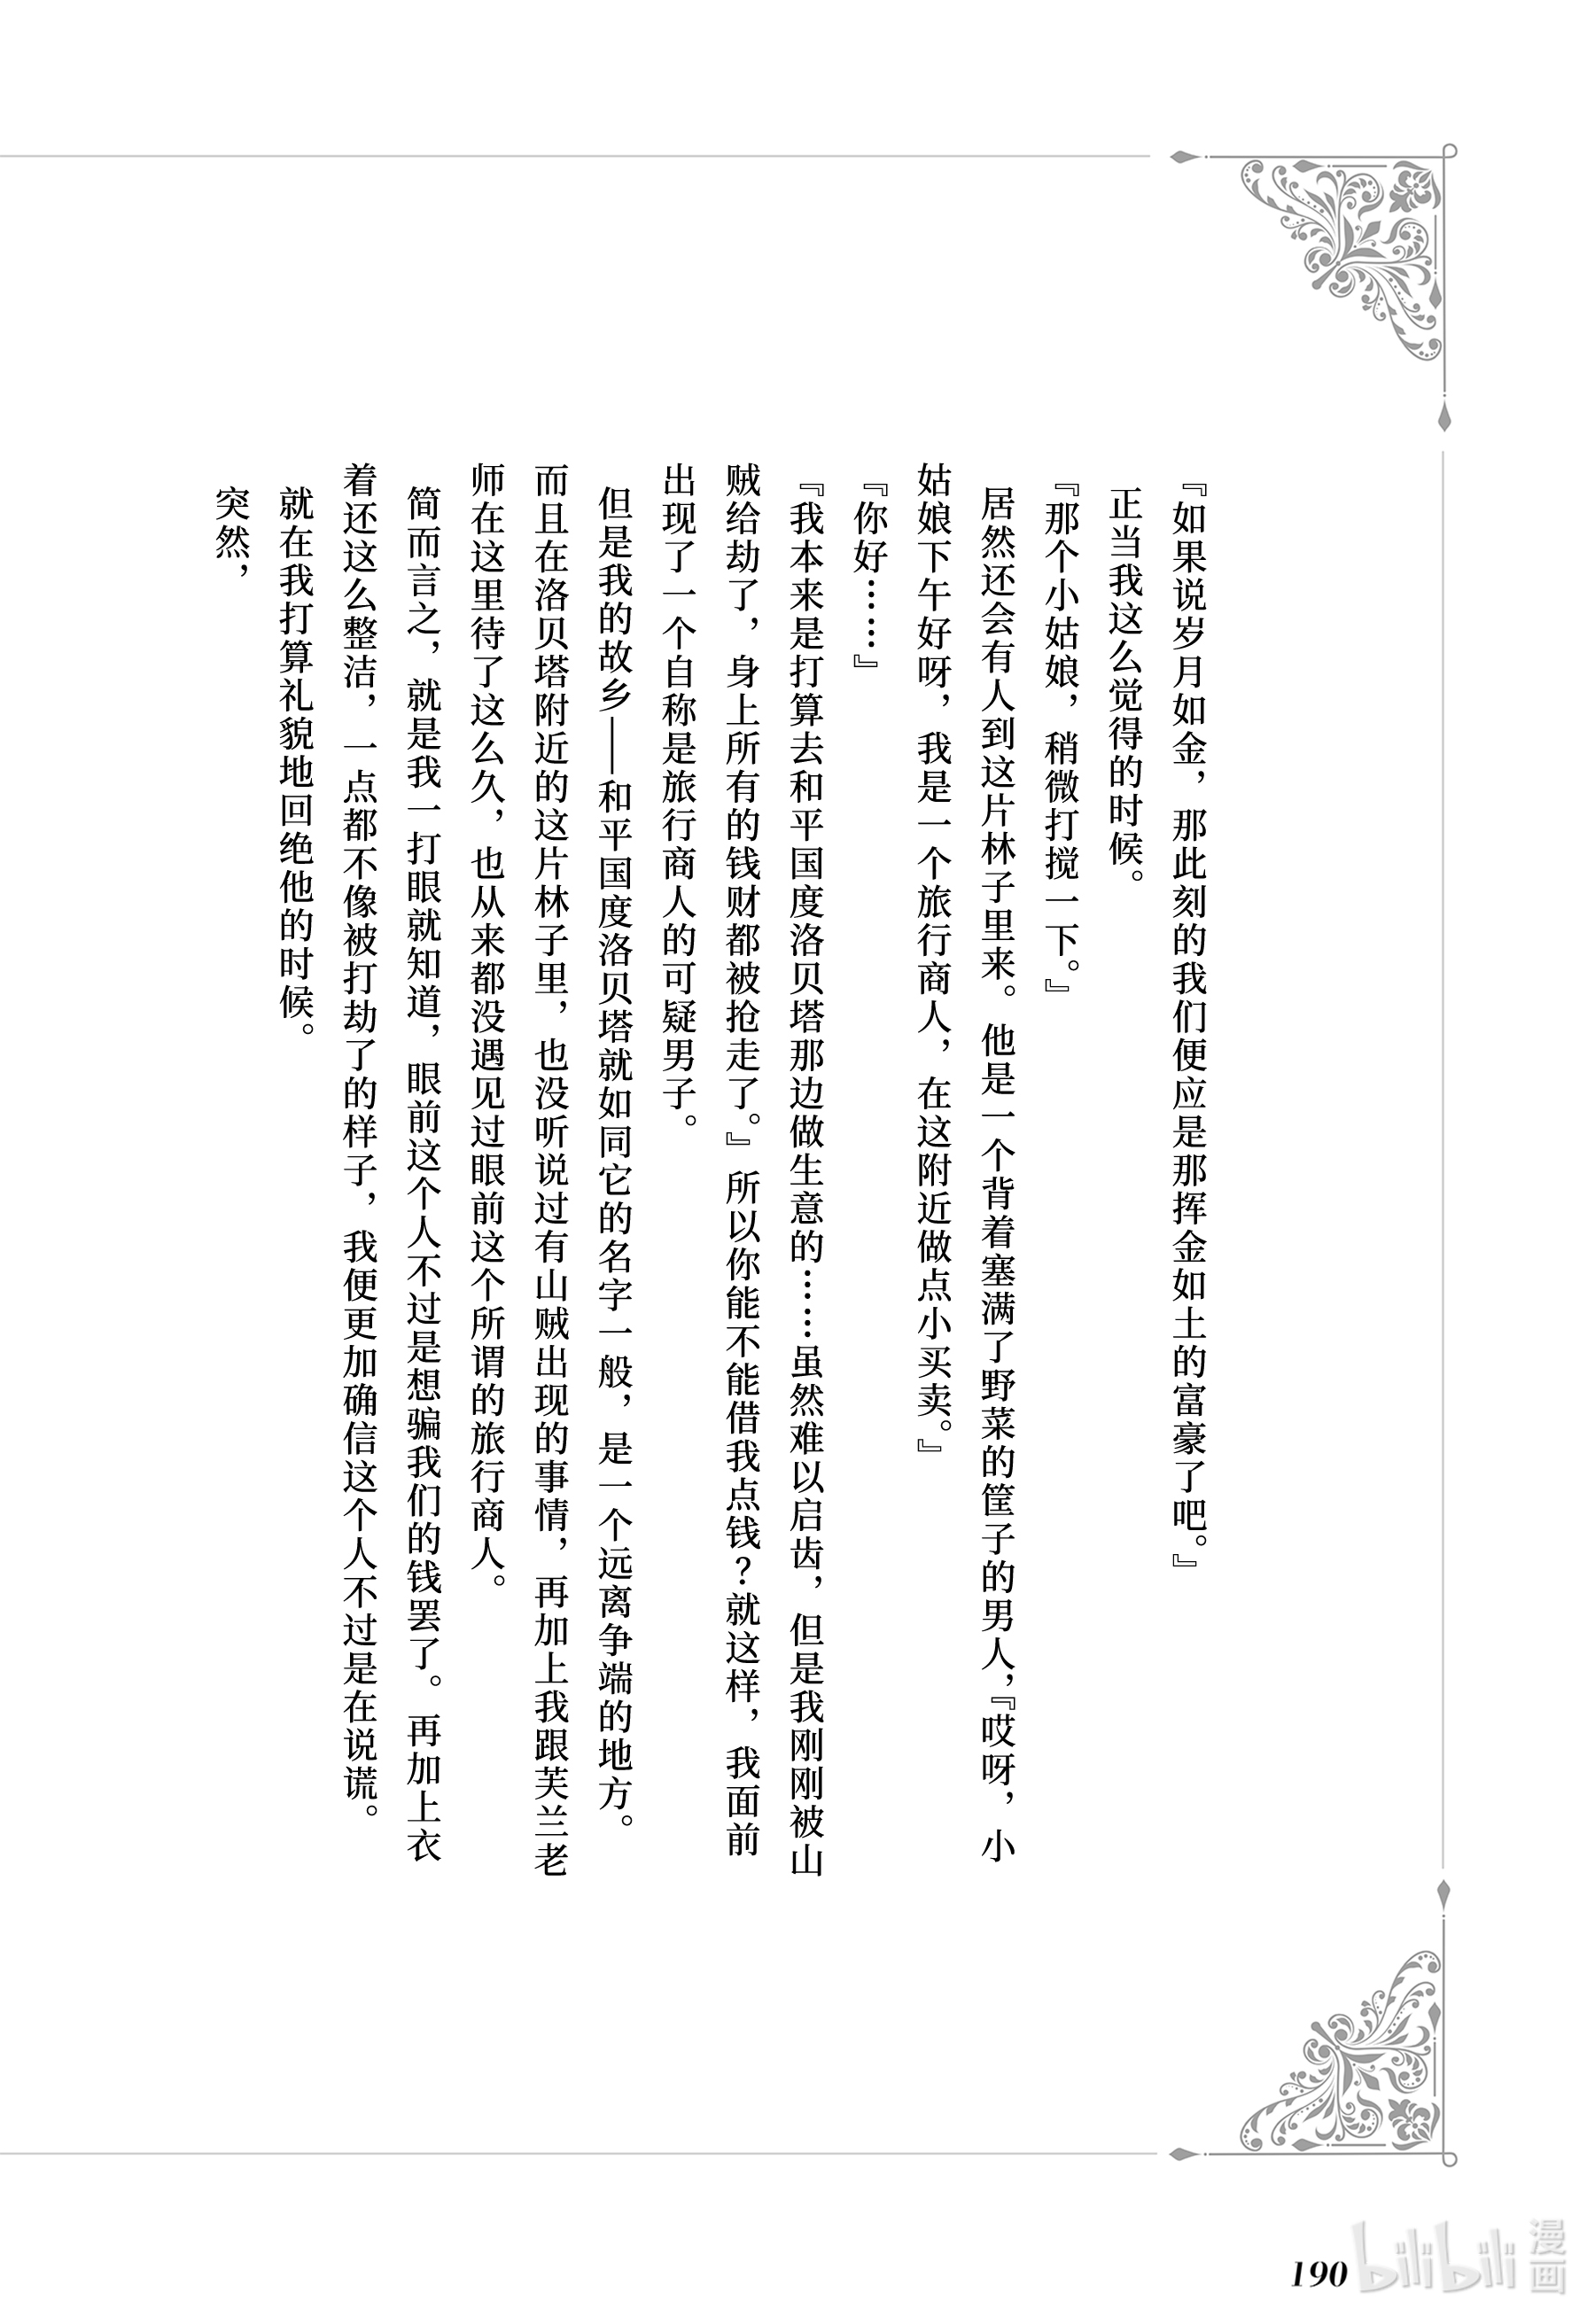 『如果说岁月如金，那此刻的我们便应是那挥金如土的富豪了吧。』
正当我这么觉得的时候。
『那个小姑娘，稍微打搅一下。』
居然还会有人到这片林子里来。他是一个背着塞满了野菜的筐子的男人，『哎呀，小
姑娘下午好呀，我是一个旅行商人，在这附近做点小买卖。』
『你好……』
『我本来是打算去和平国度洛贝塔那边做生意的……虽然难以启齿，但是我刚刚被山
贼给劫了，身上所有的钱财都被抢走了。』所以你能不能借我点钱？就这样，我面前
出现了一个自称是旅行商人的可疑男子。
但是我的故乡——和平国度洛贝塔就如同它的名字一般，是一个远离争端的地方。
而且在洛贝塔附近的这片林子里，也没听说过有山贼出现的事情，再加上我跟芙兰老
师在这里待了这么久，也从来都没遇见过眼前这个所谓的旅行商人。
简而言之，就是我一打眼就知道，眼前这个人不过是想骗我们的钱罢了。再加上衣
着还这么整洁，一点都不像被打劫了的样子，我便更加确信这个人不过是在说谎。
就在我打算礼貌地回绝他的时候。
突然，
190
bilibili 漫画